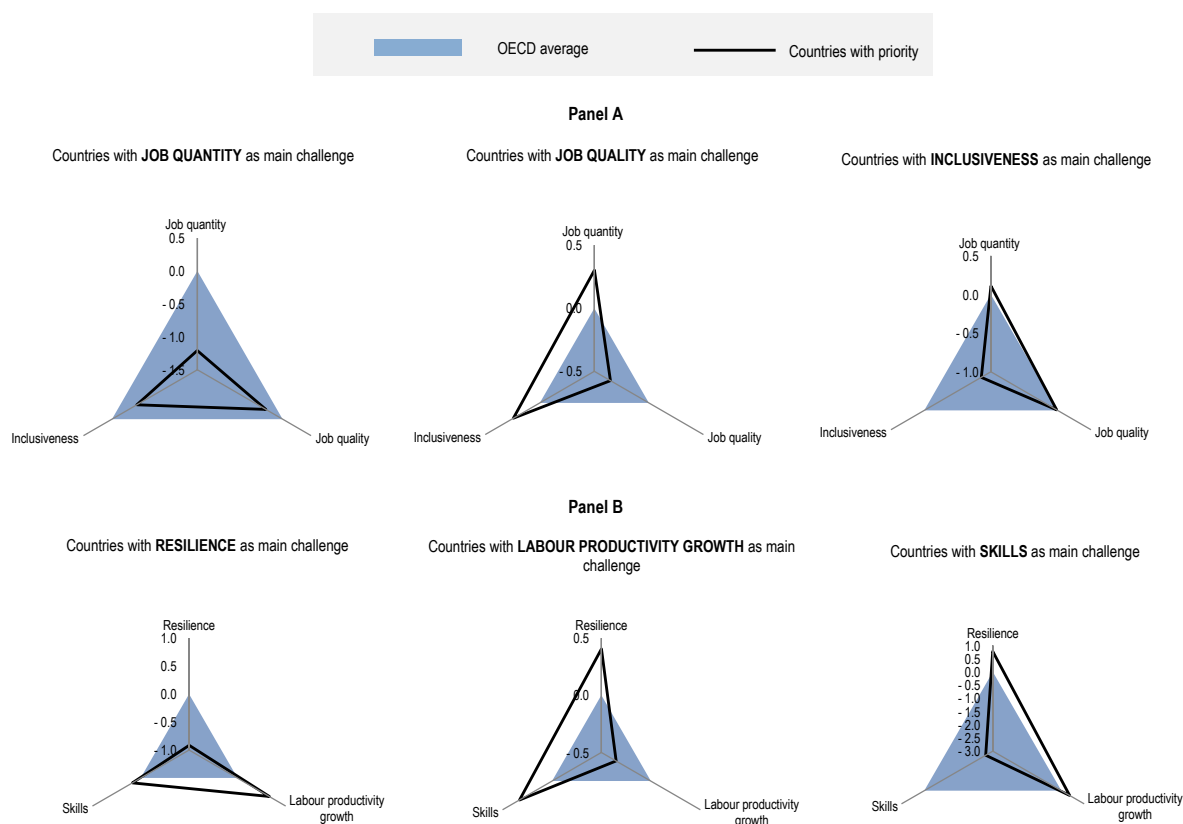 OECD average
Countries with priority
Panel A
Countries with JOB QUANTITY as main challenge
Countries with JOB QUALITY as main challenge
Countries with INCLUSIVENESS as main challenge
Job quantity
0.5
0.0
- 0.5
- 1.0
- 1.5
Inclusiveness
Job quality
Job quantity
0.5
0.0
- 0.5
Inclusiveness
Job quality
Job quantity
0.5
0.0
- 0.5
- 1.0
Inclusiveness
Job quality
Panel B
Countries with RESILIENCE as main challenge
Countries with LABOUR PRODUCTIVITY GROWTH as main
challenge
Countries with SKILLS as main challenge
Resilience
1.0
0.5
0.0
- 0.5
- 1.0
Skills
Labour productivity
growth
Resilience
0.5
0.0
- 0.5
Skills
Labour productivity
growth
Resilience
1.0
0.5
0.0
- 0.5
- 1.0
- 1.5
- 2.0
- 2.5
- 3.0
Skills
Labour productivity
growth